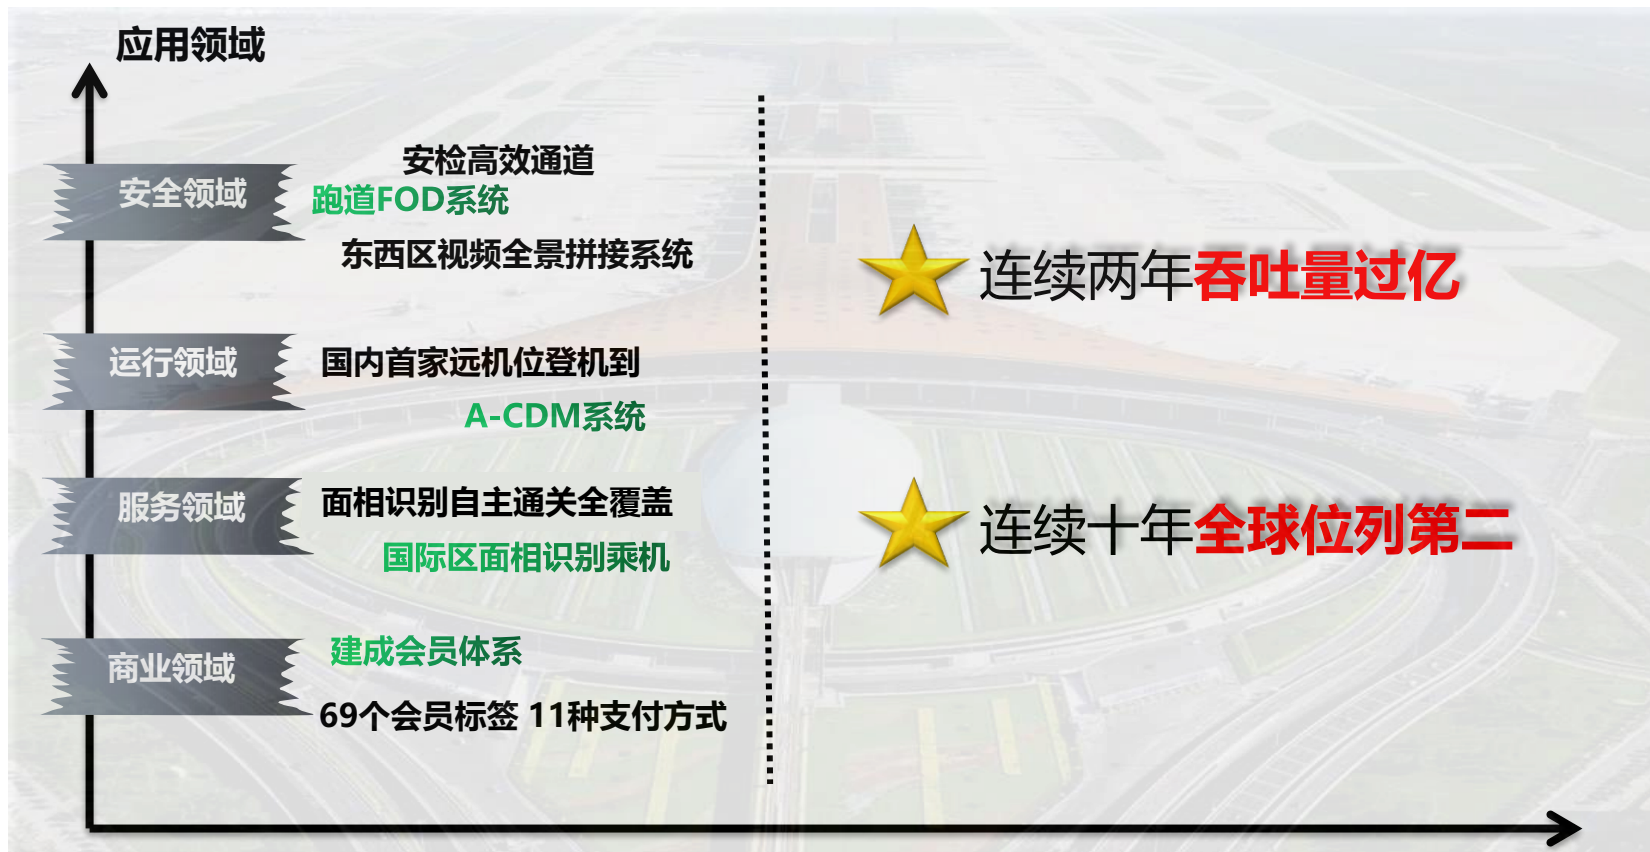 应用领域
安全领域
安检高效通道
跑道FOD系统
东西区视频全景拼接系统
运行领域
国内首家远机位登机到
A-CDM系统
服务领域
面相识别自主通关全覆盖
国际区面相识别乘机
商业领域
建成会员体系
69个会员标签 11种支付方式
连续两年吞吐量过亿
连续十年全球位列第二